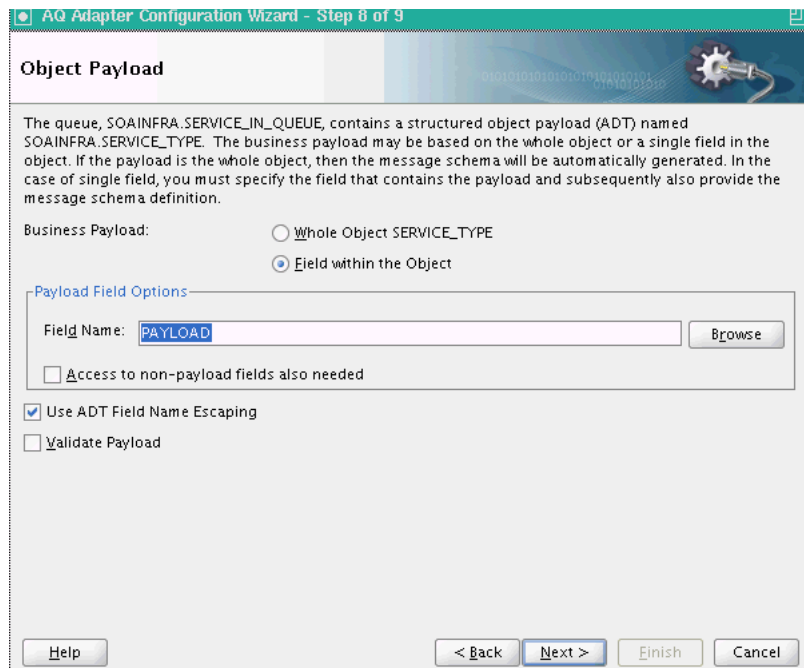 AQ Adapter Configuration Wizard - Step 8 of 9
Object Payload
The queue, SOAINFRA.SERVICE_IN_QUEUE, contains a structured object payload (ADT) named
SOAINFRA.SERVICE_TYPE.  The business payload may be based on the whole object or a single field in the
object. If the payload is the whole object, then the message schema will be automatically generated. In the
case of single field, you must specify the field that contains the payload and subsequently also provide the
message schema definition.
Business Payload:
Whole Object SERVICE_TYPE
Field within the Object
Payload Field Options
Field Name: PAYLOAD Browse
Access to non-payload fields also needed
Use ADT Field Name Escaping
Validate Payload
Help < Back Next > Finish Cancel